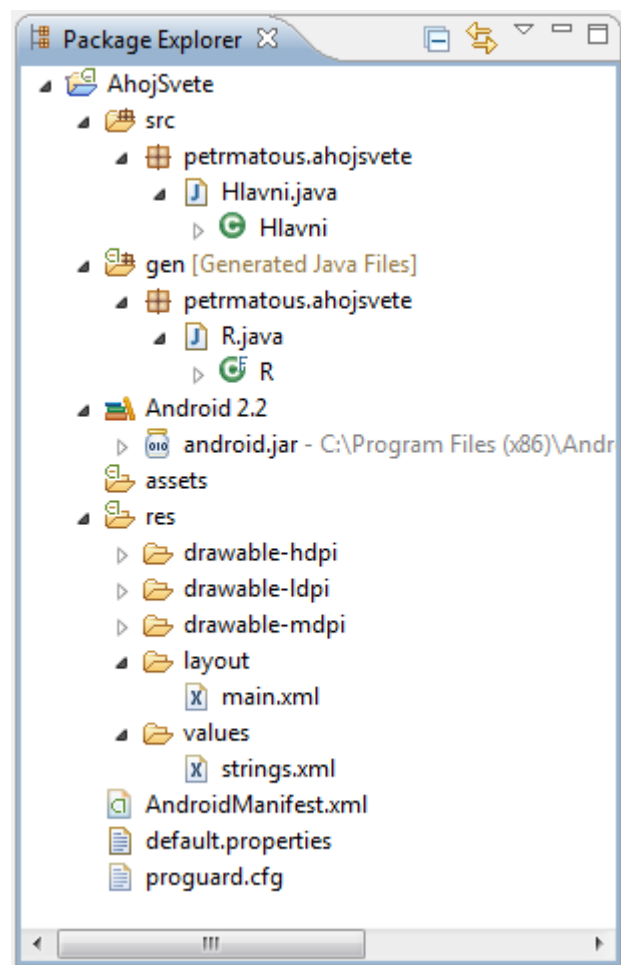 Package Explorer
AhojSvete
src
petrmatous.ahojsvete
Hlavni.java
Hlavni
gen [Generated Java Files]
petrmatous.ahojsvete
R.java
R
Android 2.2
android.jar - C:\Program Files (x86)\Andr
assets
res
drawable-hdpi
drawable-ldpi
drawable-mdpi
layout
main.xml
values
strings.xml
AndroidManifest.xml
default.properties
proguard.cfg